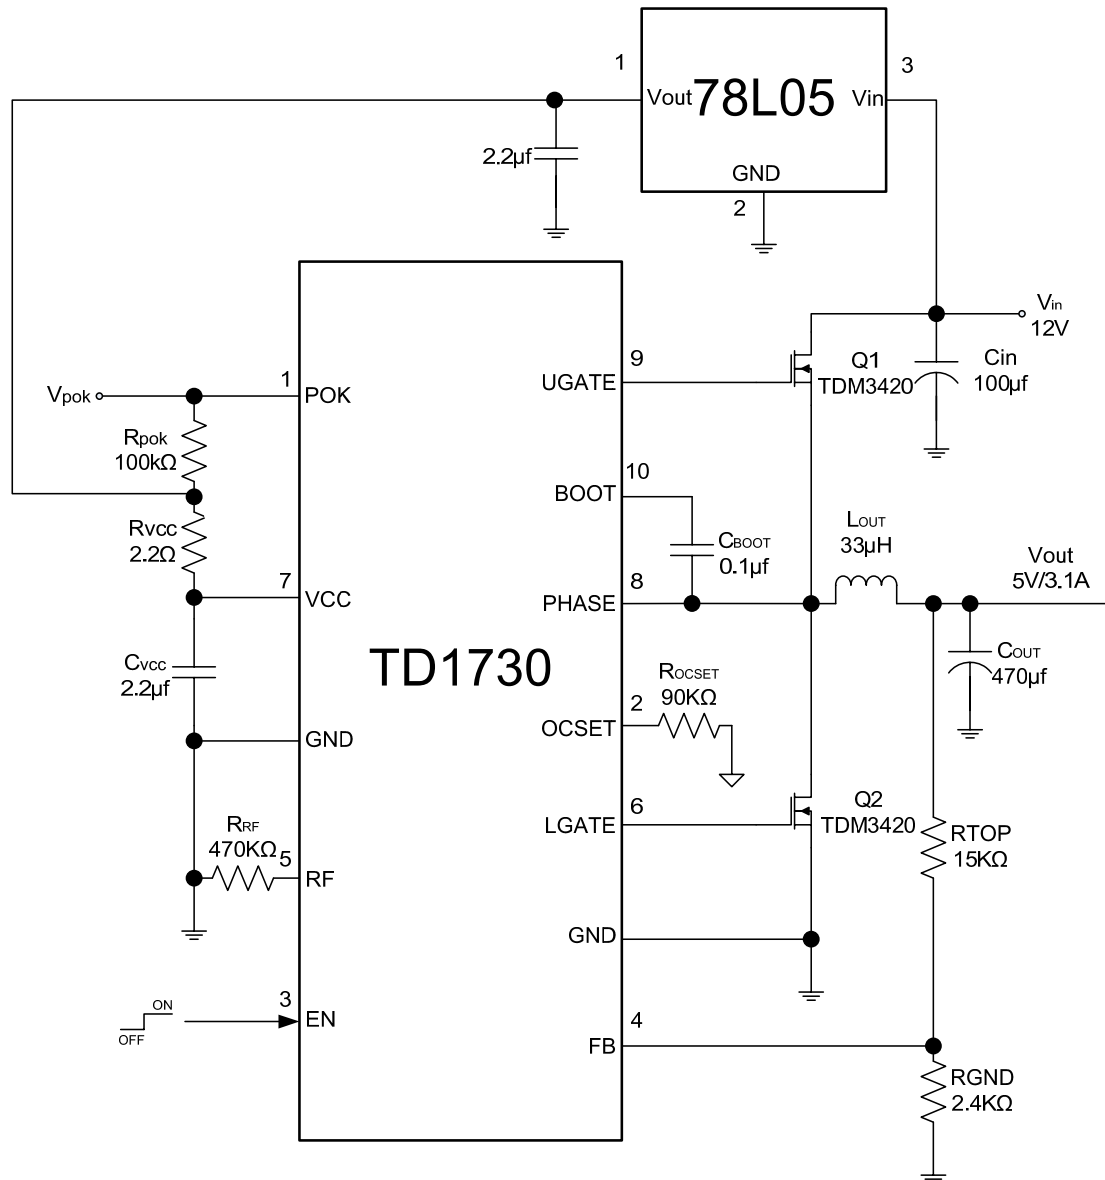 1
3
Vout 78L05 Vin
2.2µf
GND
2
Vin
12V
1
9
Q1
TDM3420
Cin
100µf
Vpok
POK
UGATE
Rpok
100kΩ
10
BOOT
RVCC
2.2Ω
CBOOT
0.1µf
LOUT
33µH
Vout
5V/3.1A
7
VCC
8
PHASE
CVCC
2.2µf
TD1730
COUT
470µf
ROCSET
90KΩ
2
OCSET
GND
RRF
470KΩ
5
RF
6
LGATE
Q2
TDM3420
RTOP
15KΩ
GND
ON
OFF
3
EN
4
FB
RGND
2.4KΩ